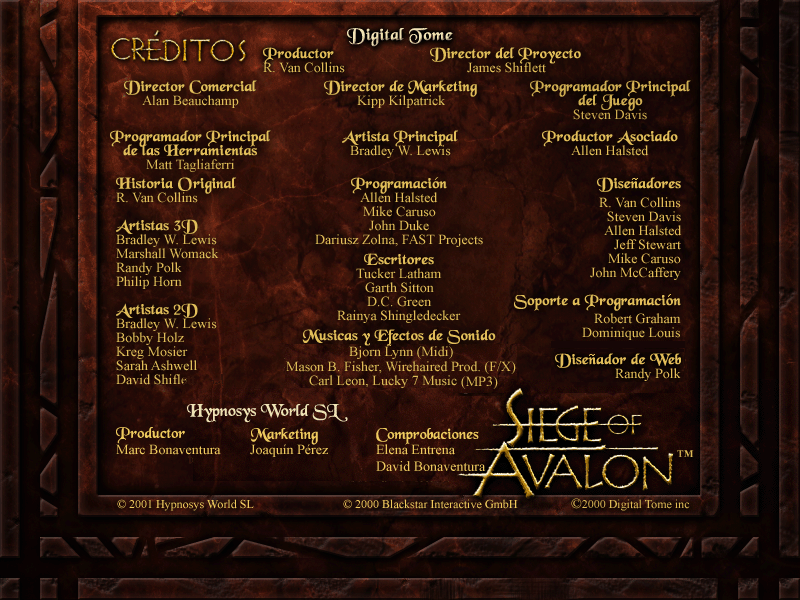 CRÉDITOS
Digital Tome
Productor
R. Van Collins
Director del Proyecto
James Shiflett
Director Comercial
Alan Beauchamp
Director de Marketing
Kipp Kilpatrick
Programador Principal
del Juego
Steven Davis
Programador Principal
de las Herramientas
Matt Tagliaferri
Artista Principal
Bradley W. Lewis
Productor Asociado
Allen Halsted
Historia Original
R. Van Collins
Artistas 3D
Bradley W. Lewis
Marshall Womack
Randy Polk
Philip Horn
Artistas 2D
Bradley W. Lewis
Bobby Holz
Kreg Mosier
Sarah Ashwell
David Shifle
Programación
Allen Halsted
Mike Caruso
John Duke
Dariusz Zolna, FAST Projects
Escritores
Tucker Latham
Garth Sitton
D.C. Green
Rainya Shingledecker
Musicas y Efectos de Sonido
Bjorn Lynn (Midi)
Mason B. Fisher, Wirehaired Prod. (F/X)
Carl Leon, Lucky 7 Music (MP3)
Diseñadores
R. Van Collins
Steven Davis
Allen Halsted
Jeff Stewart
Mike Caruso
John McCaffery
Soporte a Programación
Robert Graham
Dominique Louis
Diseñador de Web
Randy Polk
Hypnosys World SL
Productor
Marc Bonaventura
Marketing
Joaquín Pérez
Comprobaciones
Elena Entrena
David Bonaventura
SIEGE OF
AVALON™
© 2001 Hypnosys World SL
© 2000 Blackstar Interactive GmbH
©2000 Digital Tome inc